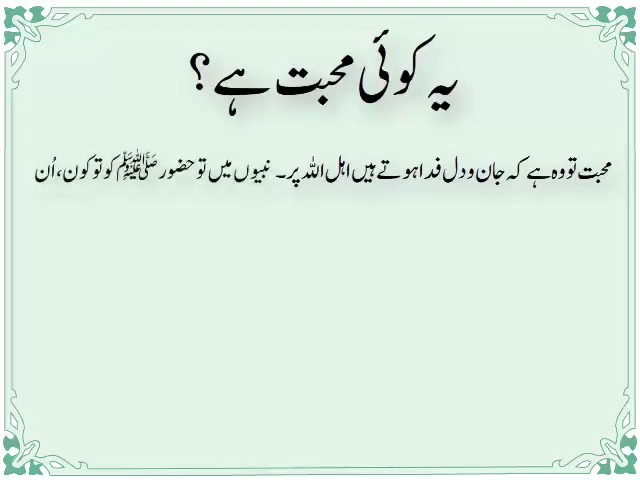 یہ کوئی محبت ہے؟
محبت تو وہ ہے کہ جان و دل فدا ہوتے ہیں اہل اللہ پر۔ نبیوں میں تو حضور ﷺ کو تو کون، اُن